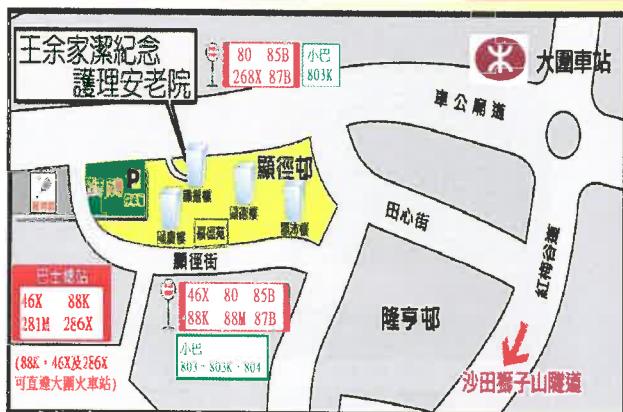 王余家潔紀念
護理安老院
80 85B
268X 87B
小巴
803K
大圍車站
車公廟道
顯徑邨
P
田心街
紅梅谷道
顯徑街
隆亨邨
巴士總站
46X 88K
281M 286X
(88K，46X及286X
可直達大圍火車站)
46X 80 85B
88K 88M 87B
小巴
803、803K、804
沙田獅子山隧道